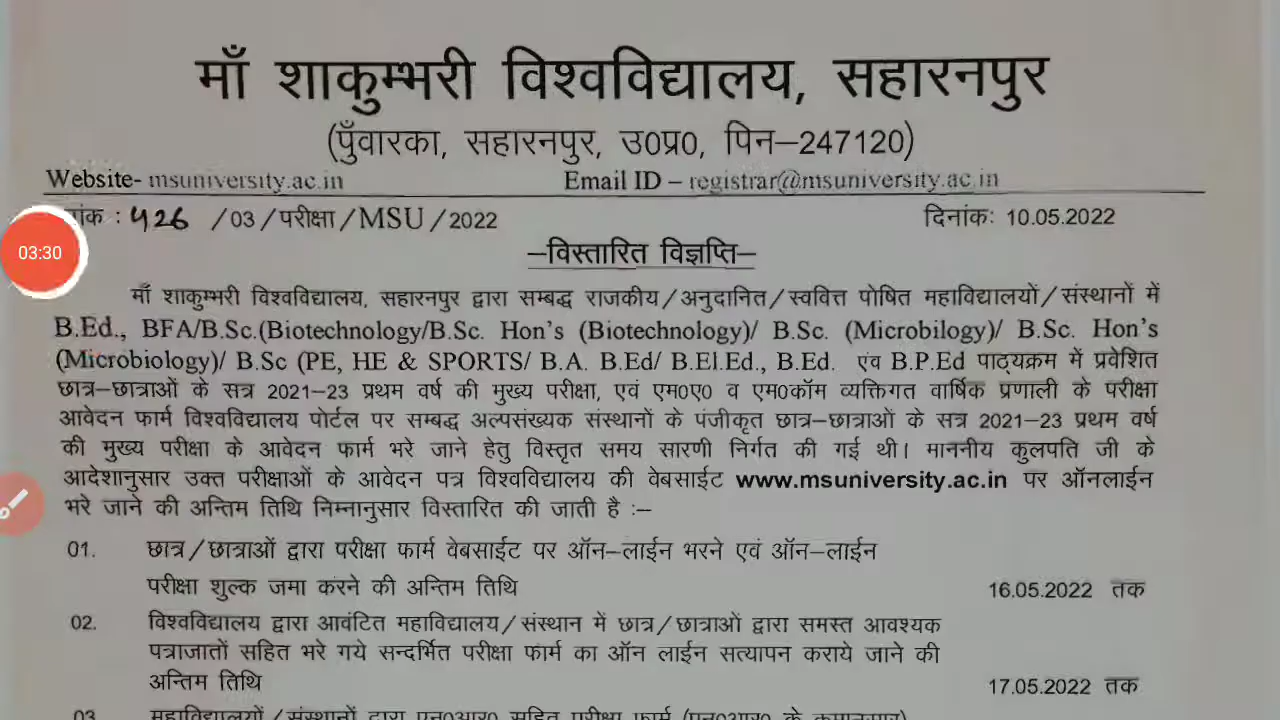 माँ शाकुम्भरी विश्वविद्यालय, सहारनपुर
(पुँवारका, सहारनपुर, उ0प्र0, पिन–247120)
Website- msuniversity.ac.in Email ID – registrar@msuniversity.ac.in
ांक : 426 /03/परीक्षा/MSU/2022 दिनांकः 10.05.2022
03:30
–विस्तारित विज्ञप्ति–
माँ शाकुम्भरी विश्वविद्यालय, सहारनपुर द्वारा सम्बद्ध राजकीय/अनुदानित/स्ववित्त पोषित महाविद्यालयों/संस्थानों में
B.Ed., BFA/B.Sc.(Biotechnology/B.Sc. Hon's (Biotechnology)/ B.Sc. (Microbilogy)/ B.Sc. Hon's
(Microbiology)/ B.Sc (PE, HE & SPORTS/ B.A. B.Ed/ B.El.Ed., B.Ed. एंव B.P.Ed पाठ्यक्रम में प्रवेशित
छात्र–छात्राओं के सत्र 2021–23 प्रथम वर्ष की मुख्य परीक्षा, एवं एम0ए0 व एम0कॉम व्यक्तिगत वार्षिक प्रणाली के परीक्षा
आवेदन फार्म विश्वविद्यालय पोर्टल पर सम्बद्ध अल्पसंख्यक संस्थानों के पंजीकृत छात्र–छात्राओं के सत्र 2021–23 प्रथम वर्ष
की मुख्य परीक्षा के आवेदन फार्म भरे जाने हेतु विस्तृत समय सारणी निर्गत की गई थी। माननीय कुलपति जी के
आदेशानुसार उक्त परीक्षाओं के आवेदन पत्र विश्वविद्यालय की वेबसाईट www.msuniversity.ac.in पर ऑनलाईन
भरे जाने की अन्तिम तिथि निम्नानुसार विस्तारित की जाती है :–
01. छात्र/छात्राओं द्वारा परीक्षा फार्म वेबसाईट पर ऑन–लाईन भरने एवं ऑन–लाईन
परीक्षा शुल्क जमा करने की अन्तिम तिथि 16.05.2022 तक
02. विश्वविद्यालय द्वारा आवंटित महाविद्यालय/संस्थान में छात्र/छात्राओं द्वारा समस्त आवश्यक
पत्राजातों सहित भरे गये सन्दर्भित परीक्षा फार्म का ऑन लाईन सत्यापन कराये जाने की
अन्तिम तिथि 17.05.2022 तक
03 महाविद्यालयों/संस्थानों द्वारा एन0आर0 सहित परीक्षा फार्म (एन0आर0 के क्रमानुसार)